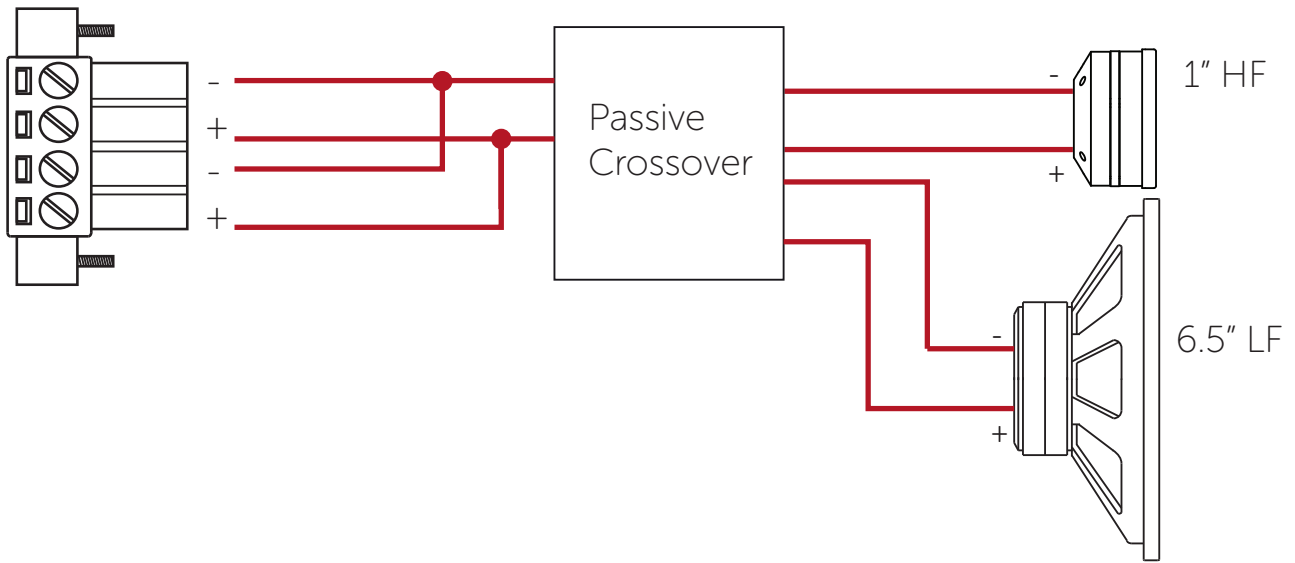 -
+
-
+
Passive
Crossover
-
+
1” HF
-
+
6.5” LF